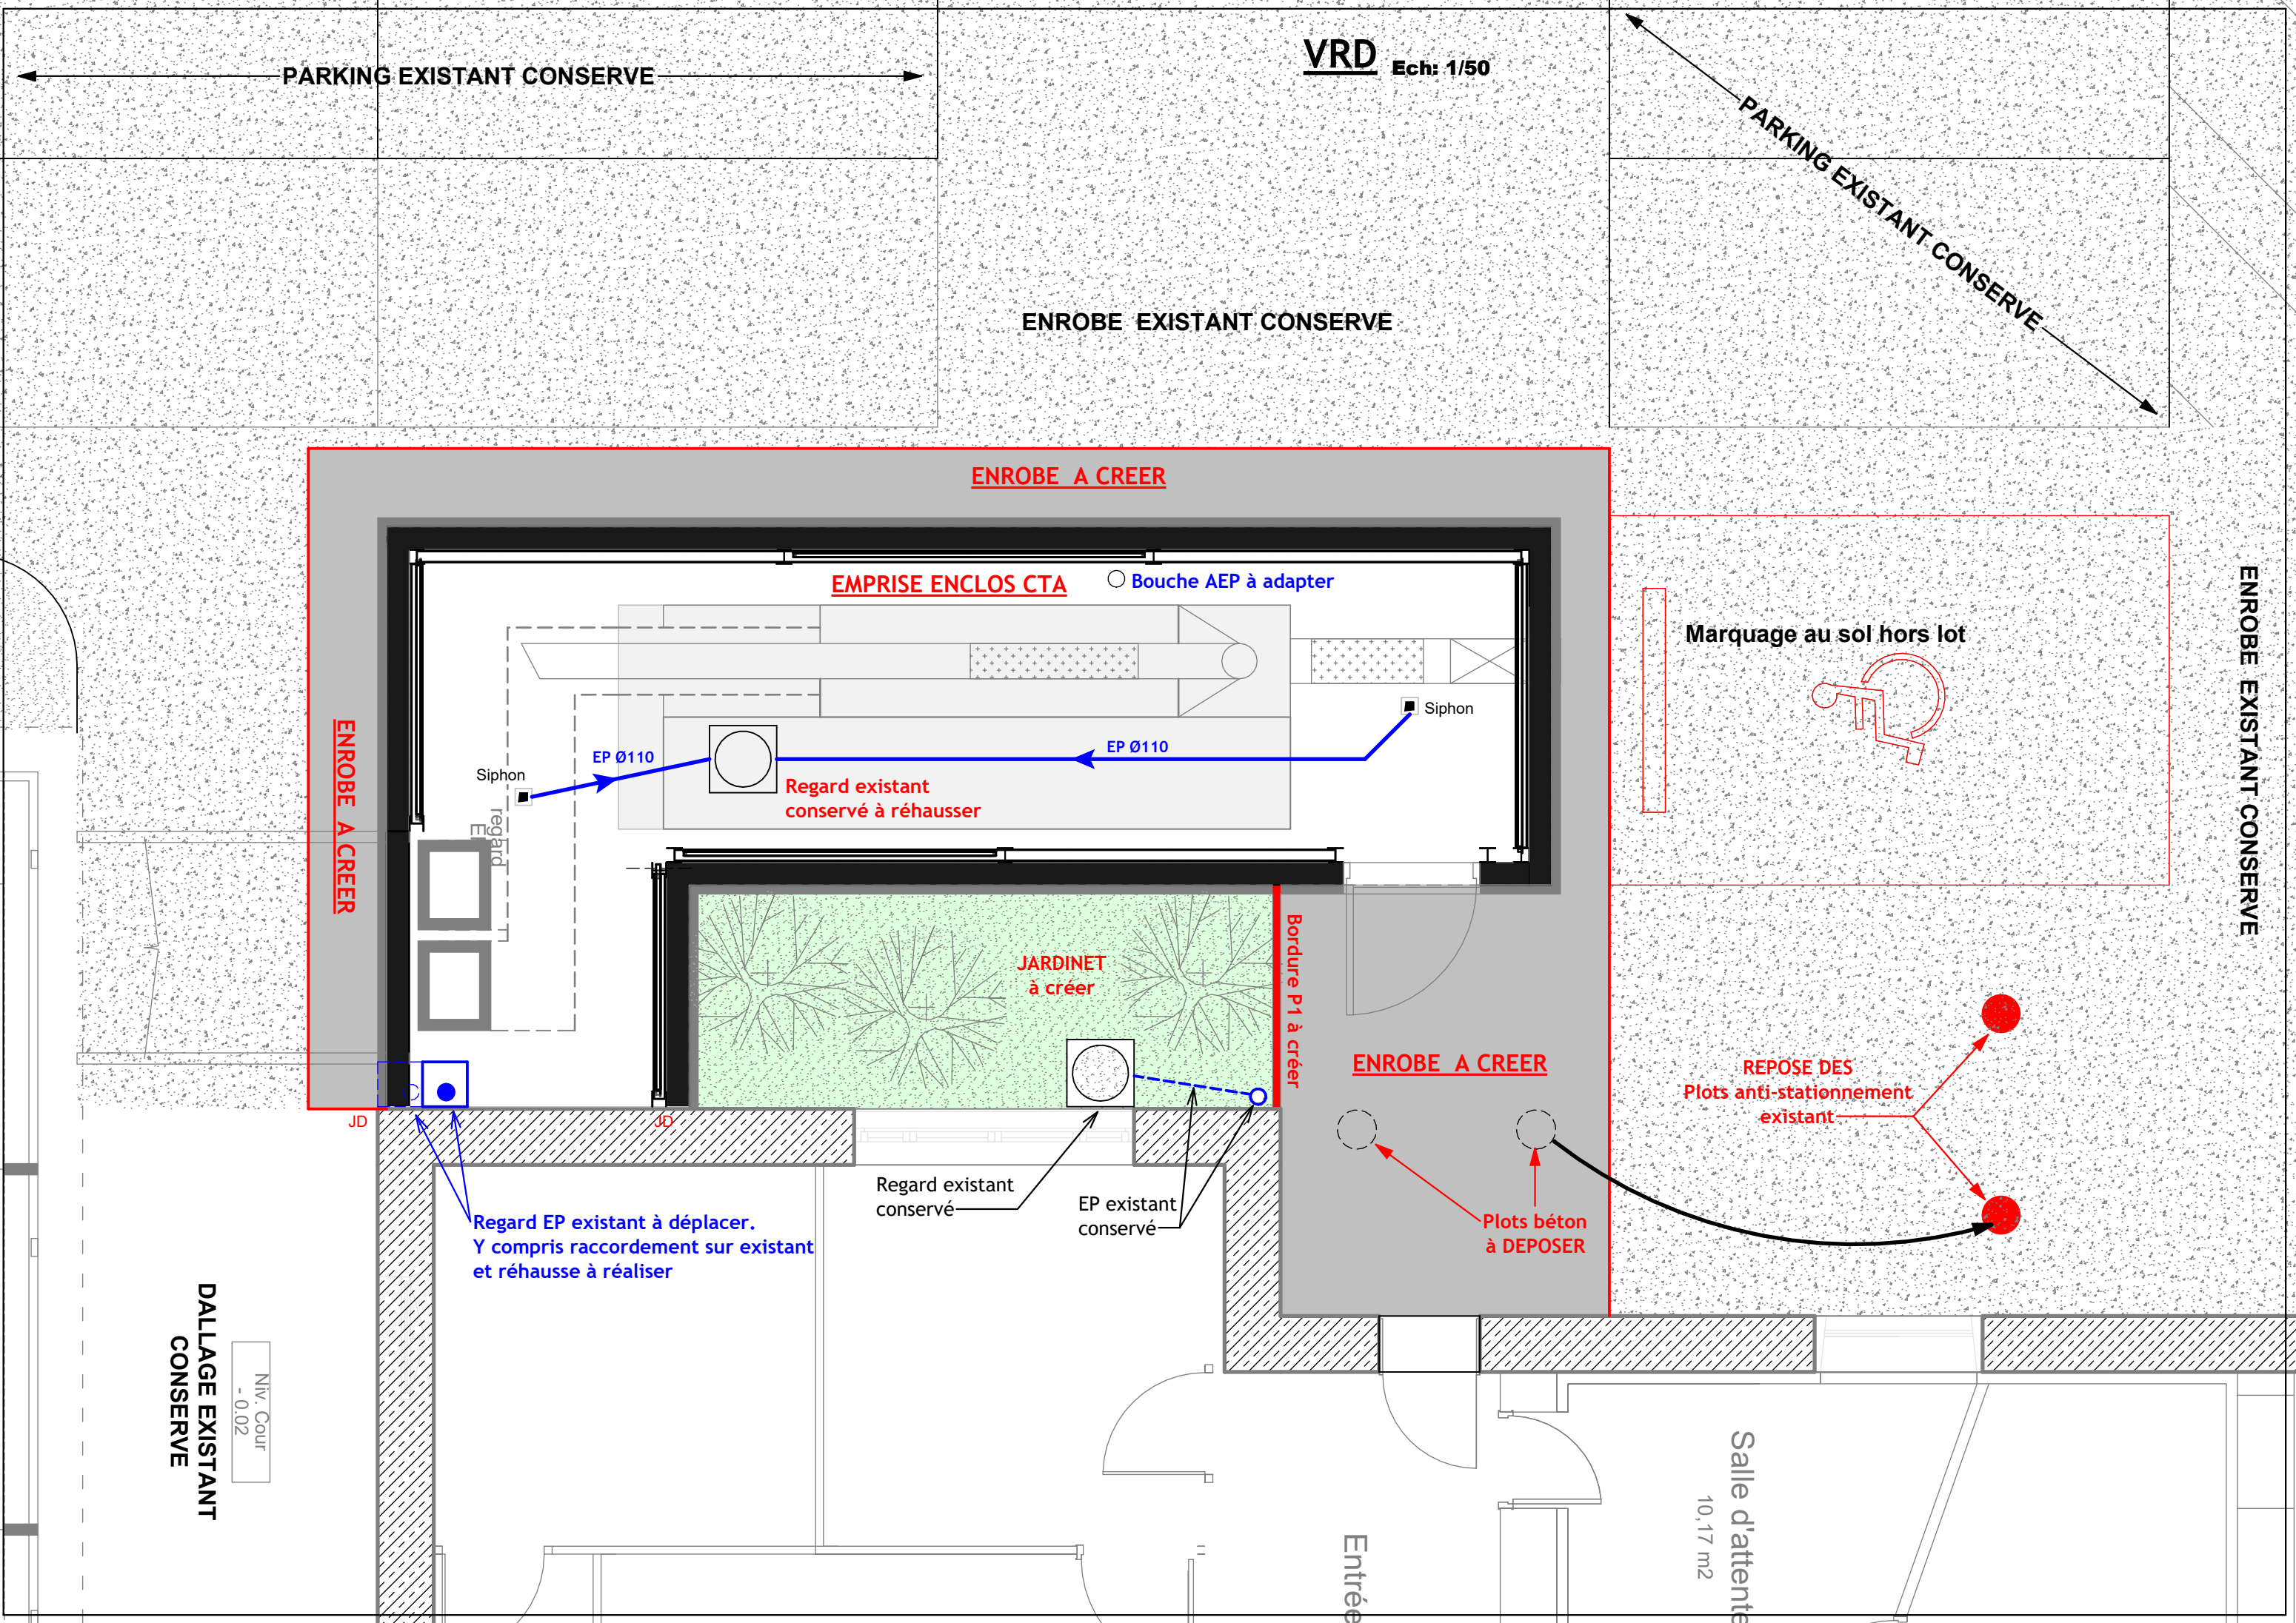 VRD Ech: 1/50
PARKING EXISTANT CONSERVE
PARKING EXISTANT CONSERVE
ENROBE EXISTANT CONSERVE
ENROBE A CREER
EMPRISE ENCLOS CTA
Bouche AEP à adapter
Marquage au sol hors lot
ENROBE EXISTANT CONSERVE
Siphon
EP Ø110
EP Ø110
Siphon
Regard existant
conservé à réhausser
ENROBE A CREER
regard
JARDINET
à créer
Bordure P1 à créer
ENROBE A CREER
REPOSE DES
Plots anti-stationnement
existant
JD
JD
Regard existant
conservé
EP existant
conservé
Plots béton
à DEPOSER
Regard EP existant à déplacer.
Y compris raccordement sur existant
et réhausse à réaliser
DALLAGE EXISTANT
CONSERVE
Niv. Cour
- 0.02
Salle d'attente
10,17 m2
Entrée